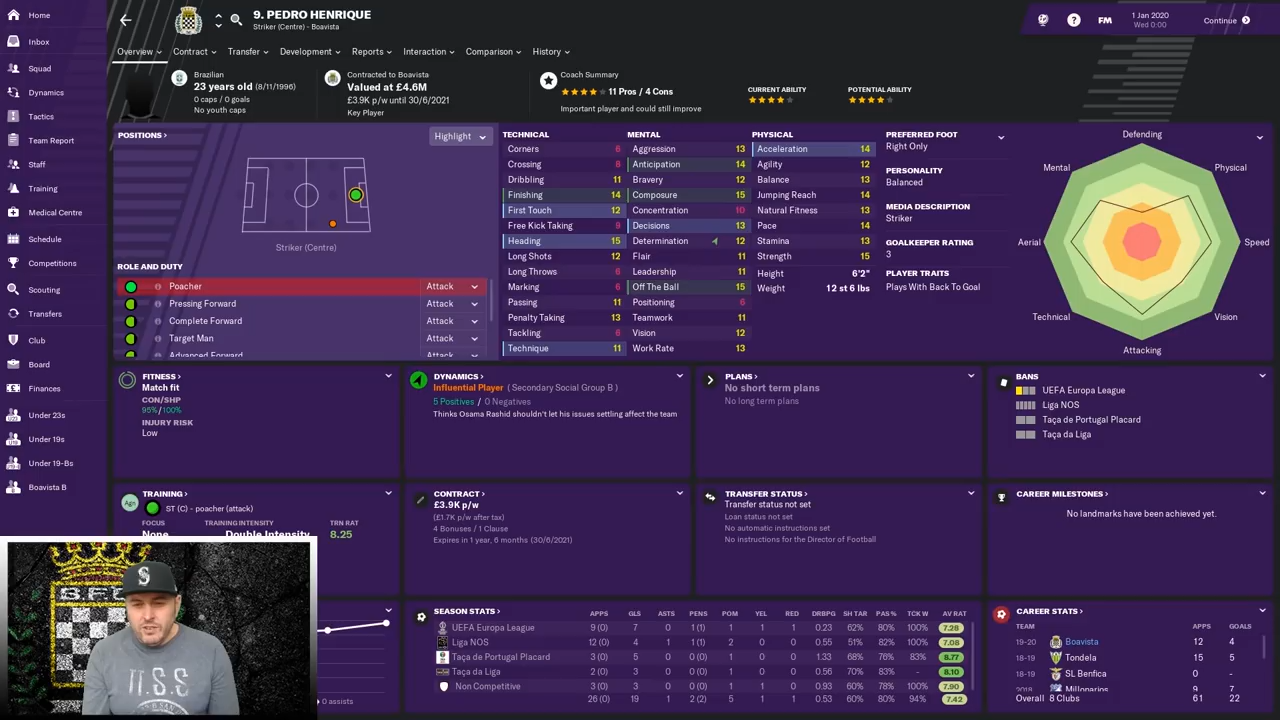 Home
Inbox
Squad
Dynamics
Tactics
Team Report
Staff
Training
Medical Centre
Schedule
Competitions
Scouting
Transfers
Club
Board
Finances
Under 23s
Under 19s
Under 19-Bs
Boavista B
9. PEDRO HENRIQUE
Striker (Centre) - Boavista
FM
1 Jan 2020
Wed 0:00
Continue
Overview
Contract
Transfer
Development
Reports
Interaction
Comparison
History
Brazilian
23 years old (8/11/1996)
0 caps / 0 goals
No youth caps
Contracted to Boavista
Valued at £4.6M
£3.9K p/w until 30/6/2021
Key Player
Coach Summary
11 Pros / 4 Cons
Important player and could still improve
CURRENT ABILITY
POTENTIAL ABILITY
POSITIONS
Highlight
Striker (Centre)
ROLE AND DUTY
Poacher Attack
Pressing Forward Attack
Complete Forward Attack
Target Man Attack
Advanced Forward Attack
TECHNICAL
Corners 6
Crossing 8
Dribbling 11
Finishing 14
First Touch 12
Free Kick Taking 9
Heading 15
Long Shots 12
Long Throws 6
Marking 6
Passing 11
Penalty Taking 13
Tackling 6
Technique 11
MENTAL
Aggression 13
Anticipation 14
Bravery 12
Composure 15
Concentration 10
Decisions 13
Determination 12
Flair 11
Leadership 11
Off The Ball 15
Positioning 6
Teamwork 11
Vision 12
Work Rate 13
PHYSICAL
Acceleration 14
Agility 12
Balance 13
Jumping Reach 14
Natural Fitness 13
Pace 14
Stamina 13
Strength 15
Height 6'2"
Weight 12 st 6 lbs
PREFERRED FOOT
Right Only
PERSONALITY
Balanced
MEDIA DESCRIPTION
Striker
GOALKEEPER RATING
3
PLAYER TRAITS
Plays With Back To Goal
Defending
Physical
Speed
Vision
Attacking
Technical
Aerial
Mental
FITNESS
Match fit
CON/SHP
95%/100%
INJURY RISK
Low
DYNAMICS
Influential Player ( Secondary Social Group B )
5 Positives / 0 Negatives
Thinks Osama Rashid shouldn't let his issues settling affect the team
PLANS
No short term plans
No long term plans
BANS
UEFA Europa League
Liga NOS
Taça de Portugal Placard
Taça da Liga
TRAINING
Agn
ST (C) - poacher (attack)
FOCUS
None
TRAINING INTENSITY
Double Intensity
TRN RAT
8.25
CONTRACT
£3.9K p/w
(£1.7K p/w after tax)
4 Bonuses / 1 Clause
Expires in 1 year, 6 months (30/6/2021)
TRANSFER STATUS
Transfer status not set
Loan status not set
No automatic instructions set
No instructions for the Director of Football
CAREER MILESTONES
No landmarks have been achieved yet.
0 assists
SEASON STATS
APPS GLS ASTS PENS POM YEL RED DRBPG SH TAR PAS % TCK W AV RAT
UEFA Europa League 9 (0) 7 0 1 (1) 1 1 1 0.23 62% 80% 100% 7.28
Liga NOS 12 (0) 4 1 1 (1) 2 0 0 0.55 51% 82% 100% 7.08
Taça de Portugal Placard 3 (0) 5 0 0 (0) 1 0 0 1.33 68% 76% 83% 8.77
Taça da Liga 2 (0) 3 0 0 (0) 1 0 0 0.56 70% 83% - 8.10
Non Competitive 3 (0) 3 0 0 (0) 1 1 0 0.93 60% 78% 100% 7.90
26 (0) 19 1 2 (2) 5 1 1 0.53 60% 80% 94% 7.42
CAREER STATS
TEAM APPS GOALS
19-20 Boavista 12 4
18-19 Tondela 15 5
18-19 SL Benfica 0 -
2018 Millonarios 9 7
Overall 8 Clubs 61 22